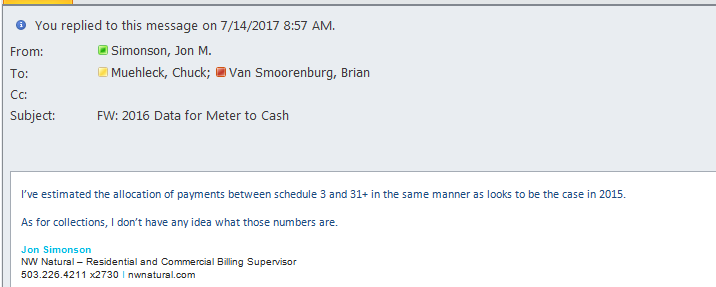 You replied to this message on 7/14/2017 8:57 AM.
From: Simonson, Jon M.
To: Muehleck, Chuck; Van Smoorenburg, Brian
Cc:
Subject: FW: 2016 Data for Meter to Cash
I've estimated the allocation of payments between schedule 3 and 31+ in the same manner as looks to be the case in 2015.
As for collections, I don't have any idea what those numbers are.
Jon Simonson
NW Natural – Residential and Commercial Billing Supervisor
503.226.4211 x2730 | nwnatural.com